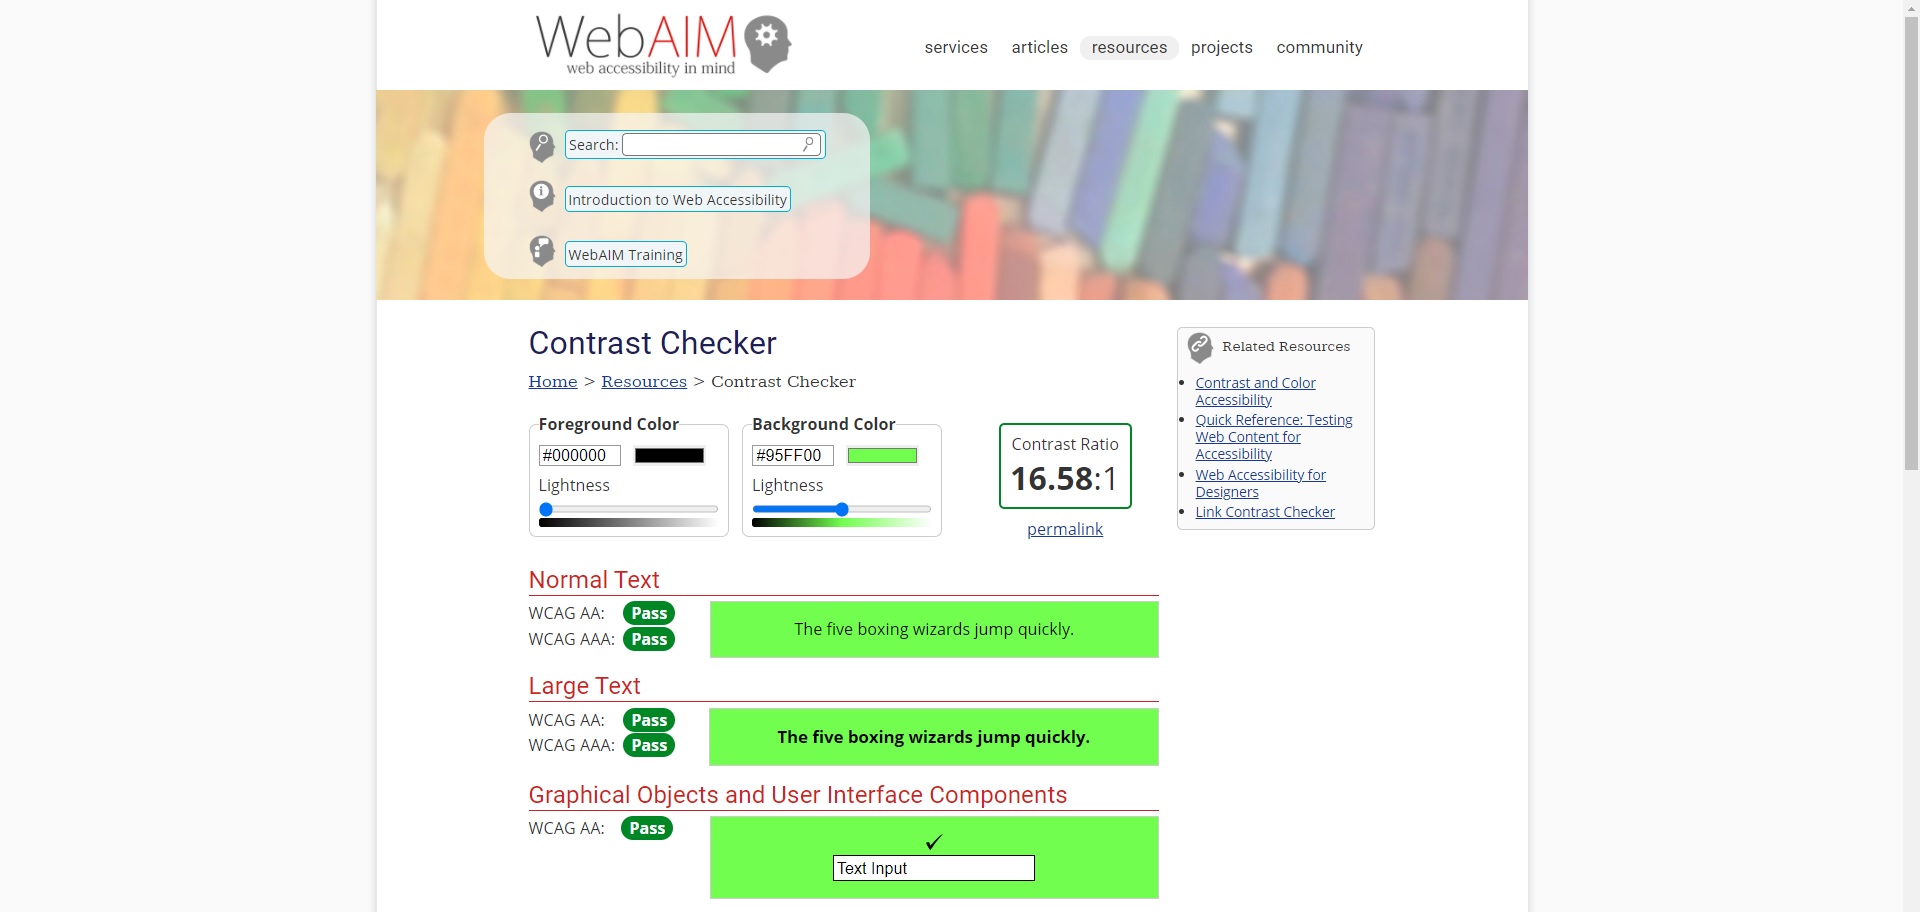 WebAIM
web accessibility in mind
services articles resources projects community
Search:
Introduction to Web Accessibility
WebAIM Training
Contrast Checker
Home > Resources > Contrast Checker
Foreground Color
#000000
Lightness
Background Color
#95FF00
Lightness
Contrast Ratio
16.58:1
permalink
Normal Text
WCAG AA: Pass
WCAG AAA: Pass
The five boxing wizards jump quickly.
Large Text
WCAG AA: Pass
WCAG AAA: Pass
The five boxing wizards jump quickly.
Graphical Objects and User Interface Components
WCAG AA: Pass
✓
Text Input
Related Resources
Contrast and Color
Accessibility
Quick Reference: Testing
Web Content for
Accessibility
Web Accessibility for
Designers
Link Contrast Checker